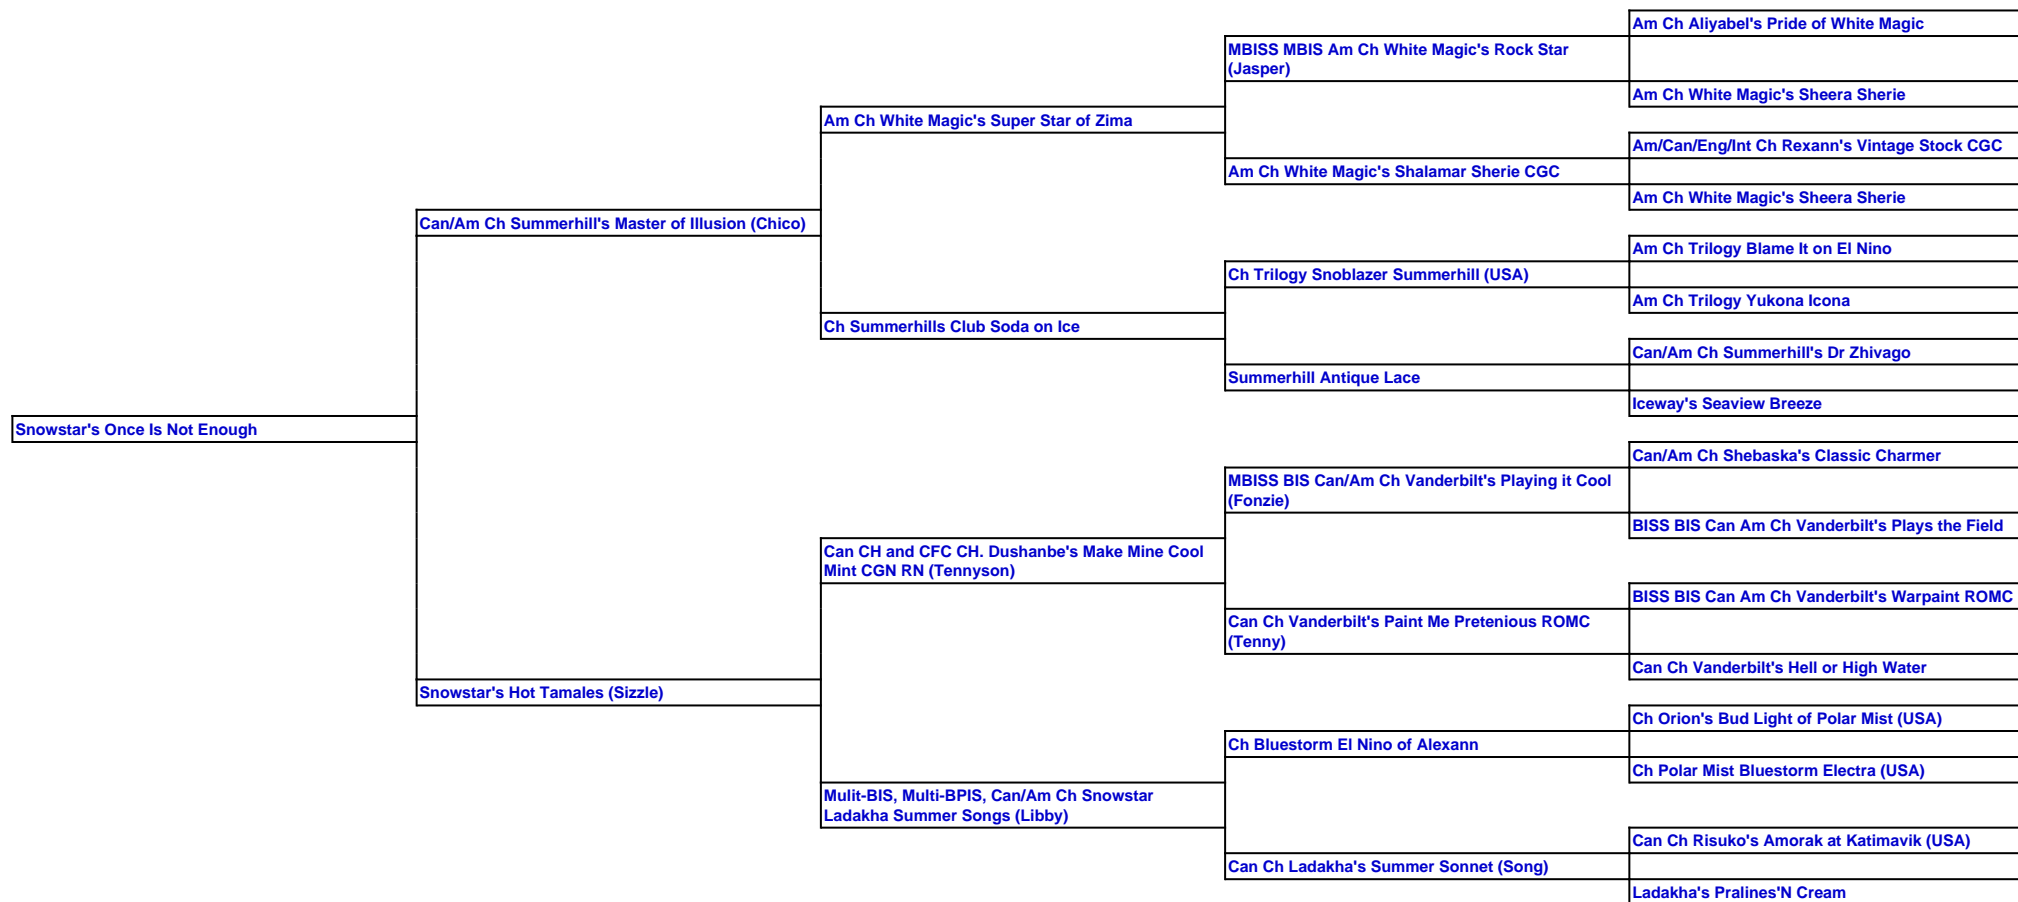 Am Ch Aliyabel's Pride of White Magic
MBISS MBIS Am Ch White Magic's Rock Star
(Jasper)
Am Ch White Magic's Sheera Sherie
Am Ch White Magic's Super Star of Zima
Am/Can/Eng/Int Ch Rexann's Vintage Stock CGC
Am Ch White Magic's Shalamar Sherie CGC
Am Ch White Magic's Sheera Sherie
Can/Am Ch Summerhill's Master of Illusion (Chico)
Am Ch Trilogy Blame It on El Nino
Ch Trilogy Snoblazer Summerhill (USA)
Am Ch Trilogy Yukona Icona
Ch Summerhills Club Soda on Ice
Can/Am Ch Summerhill's Dr Zhivago
Summerhill Antique Lace
Iceway's Seaview Breeze
Snowstar's Once Is Not Enough
Can/Am Ch Shebaska's Classic Charmer
MBISS BIS Can/Am Ch Vanderbilt's Playing it Cool
(Fonzie)
BISS BIS Can Am Ch Vanderbilt's Plays the Field
Can CH and CFC CH. Dushanbe's Make Mine Cool
Mint CGN RN (Tennyson)
BISS BIS Can Am Ch Vanderbilt's Warpaint ROMC
Can Ch Vanderbilt's Paint Me Pretenious ROMC
(Tenny)
Can Ch Vanderbilt's Hell or High Water
Snowstar's Hot Tamales (Sizzle)
Ch Orion's Bud Light of Polar Mist (USA)
Ch Bluestorm El Nino of Alexann
Ch Polar Mist Bluestorm Electra (USA)
Mulit-BIS, Multi-BPIS, Can/Am Ch Snowstar
Ladakha Summer Songs (Libby)
Can Ch Risuko's Amorak at Katimavik (USA)
Can Ch Ladakha's Summer Sonnet (Song)
Ladakha's Pralines'N Cream